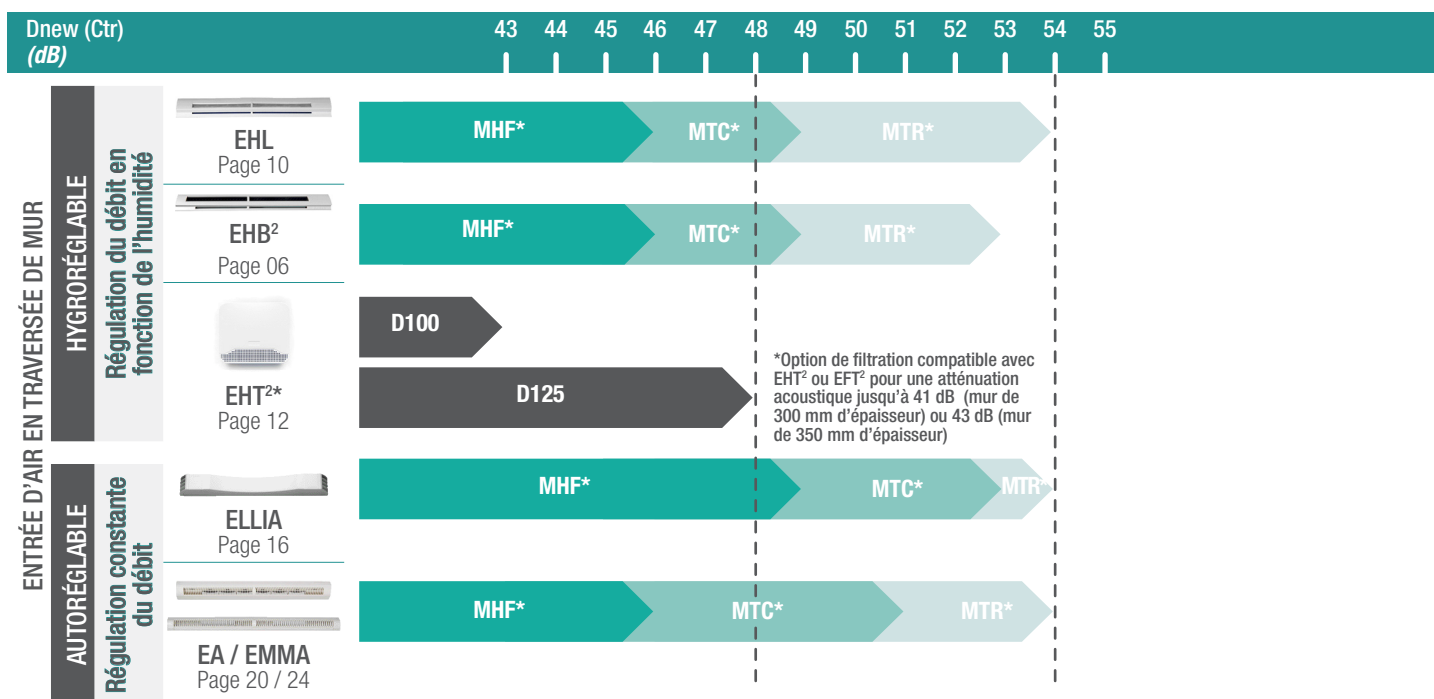 Dnew (Ctr)
(dB)
43 44 45 46 47 48 49 50 51 52 53 54 55
ENTRÉE D'AIR EN TRAVERSÉE DE MUR
HYGRORÉGLABLE
Régulation du débit en
fonction de l'humidité
EHL
Page 10
MHF* MTC* MTR*
EHB²
Page 06
MHF* MTC* MTR*
EHT²*
Page 12
D100
D125
*Option de filtration compatible avec
EHT² ou EFT² pour une atténuation
acoustique jusqu'à 41 dB (mur de
300 mm d'épaisseur) ou 43 dB (mur
de 350 mm d'épaisseur)
AUTORÉGLABLE
Régulation constante
du débit
ELLIA
Page 16
MHF* MTC* MTR*
EA / EMMA
Page 20 / 24
MHF* MTC* MTR*